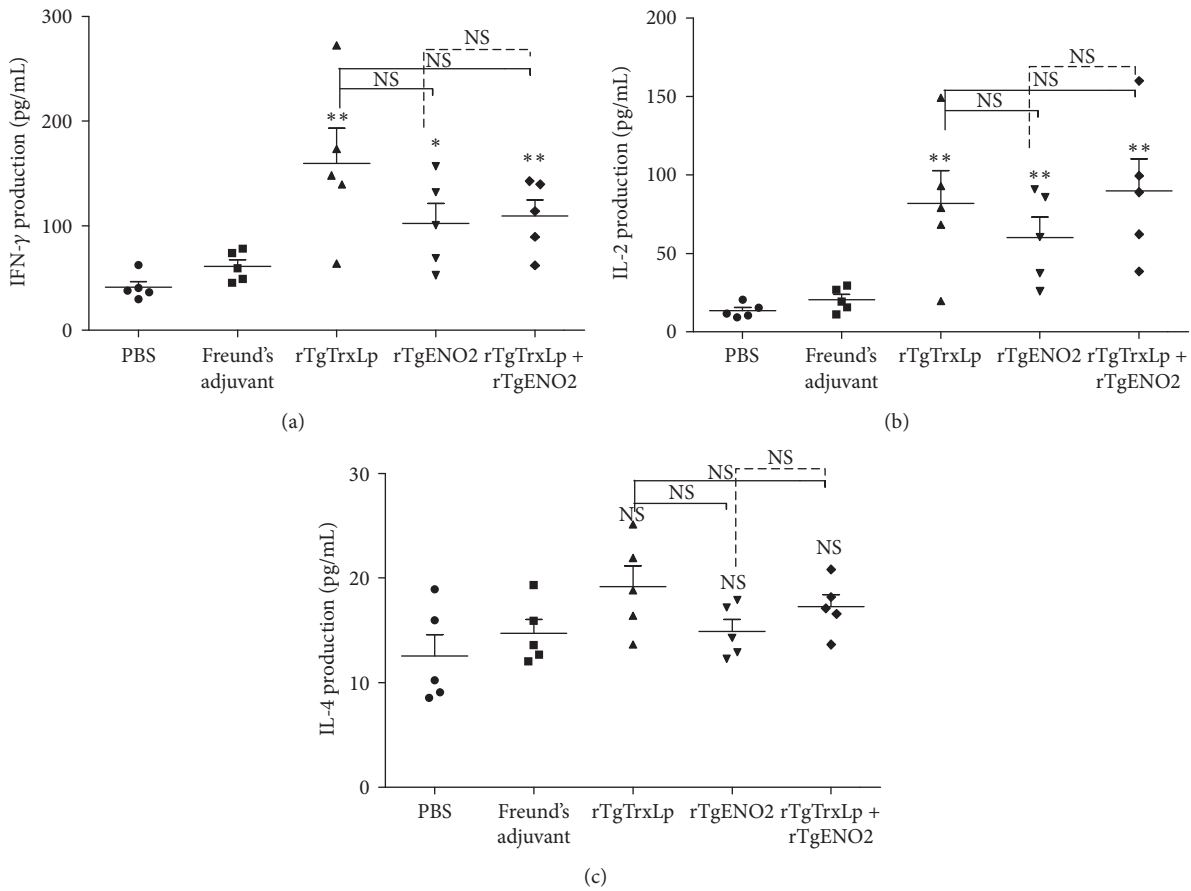 300
200
100
0
IFN-γ production (pg/mL)
NS
NS
NS
**
*
**
PBS
Freund's
adjuvant
rTgTrxLp
rTgENO2
rTgTrxLp +
rTgENO2
(a)
200
150
100
50
0
IL-2 production (pg/mL)
NS
NS
NS
**
**
**
PBS
Freund's
adjuvant
rTgTrxLp
rTgENO2
rTgTrxLp +
rTgENO2
(b)
30
20
10
0
IL-4 production (pg/mL)
NS
NS
NS
NS
NS
NS
PBS
Freund's
adjuvant
rTgTrxLp
rTgENO2
rTgTrxLp +
rTgENO2
(c)